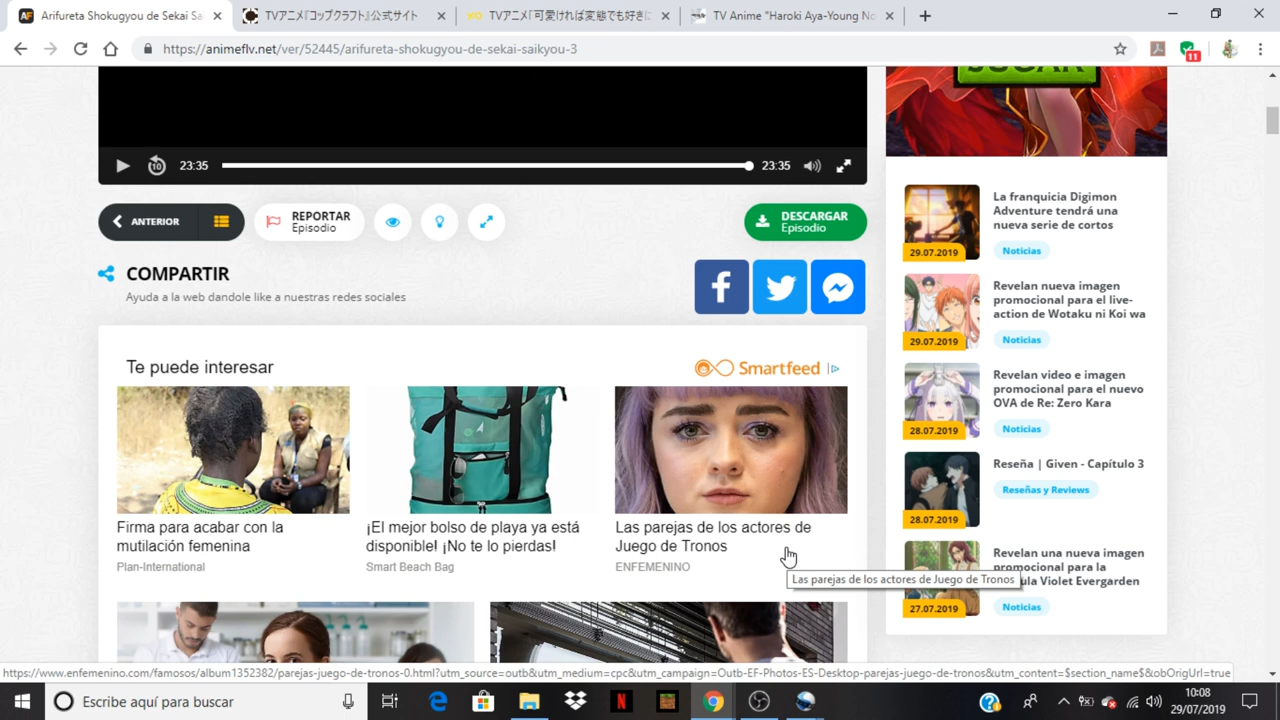 Arifureta Shokugyou de Sekai Sa
TVアニメ『コップクラフト』公式サイト
TVアニメ「可愛ければ変態でも好きに
TV Anime "Haroki Aya-Young No
https://animeflv.net/ver/52445/arifureta-shokugyou-de-sekai-saikyou-3
11
JUGAR
10
23:35
23:35
ANTERIOR
REPORTAR
Episodio
DESCARGAR
Episodio
COMPARTIR
Ayuda a la web dandole like a nuestras redes sociales
Te puede interesar
Smartfeed
Firma para acabar con la
mutilación femenina
Plan-International
¡El mejor bolso de playa ya está
disponible! ¡No te lo pierdas!
Smart Beach Bag
Las parejas de los actores de
Juego de Tronos
ENFEMENINO
Las parejas de los actores de Juego de Tronos
La franquicia Digimon
Adventure tendrá una
nueva serie de cortos
Noticias
29.07.2019
Revelan nueva imagen
promocional para el live-
action de Wotaku ni Koi wa
Noticias
29.07.2019
Revelan video e imagen
promocional para el nuevo
OVA de Re: Zero Kara
Noticias
28.07.2019
Reseña | Given - Capítulo 3
Reseñas y Reviews
28.07.2019
Revelan una nueva imagen
promocional para la
ula Violet Evergarden
Noticias
27.07.2019
https://www.enfemenino.com/famosos/album1352382/parejas-juego-de-tronos-0.html?utm_source=outb&utm_medium=cpc&utm_campaign=Outb-EF-Photos-ES-Desktop-parejas-juego-de-tronos&utm_content=$section_name$&obOrigUrl=true
Escribe aquí para buscar
10:08
29/07/2019